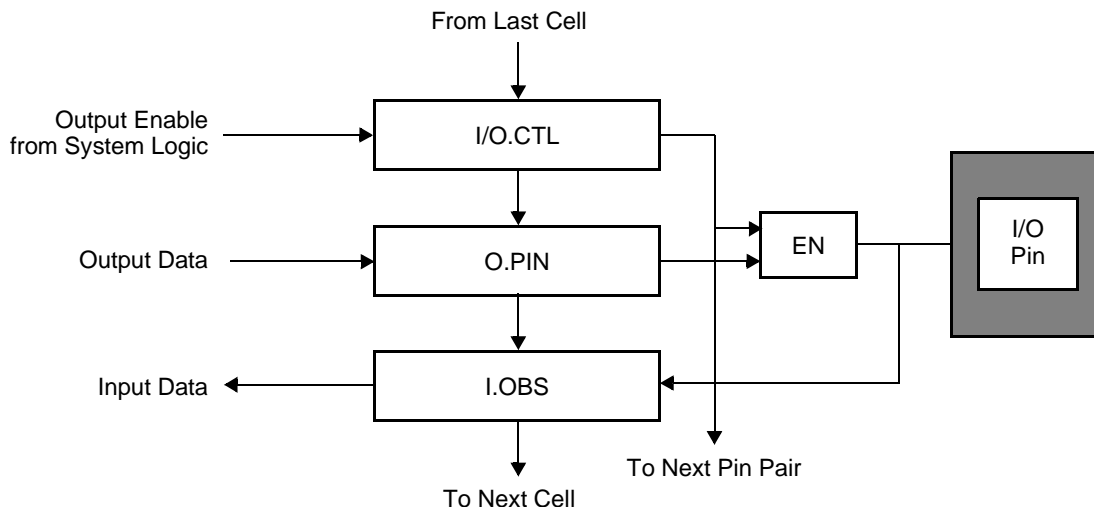 From Last Cell
Output Enable
from System Logic
I/O.CTL
I/O
Pin
EN
Output Data
O.PIN
Input Data
I.OBS
To Next Pin Pair
To Next Cell